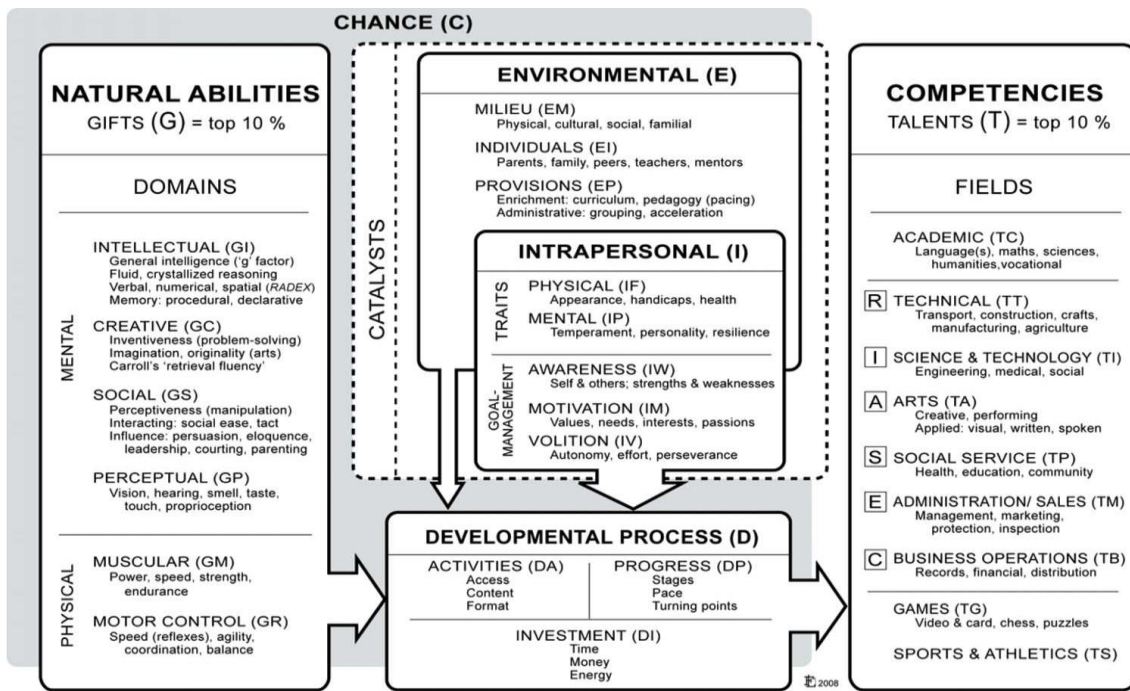 CHANCE (C)
NATURAL ABILITIES
GIFTS (G) = top 10 %
DOMAINS
MENTAL
INTELLECTUAL (GI)
General intelligence (‘g’ factor)
Fluid, crystallized reasoning
Verbal, numerical, spatial (RADEX)
Memory: procedural, declarative
CREATIVE (GC)
Inventiveness (problem-solving)
Imagination, originality (arts)
Carroll's ‘retrieval fluency’
SOCIAL (GS)
Perceptiveness (manipulation)
Interacting: social ease, tact
Influence: persuasion, eloquence,
leadership, courting, parenting
PERCEPTUAL (GP)
Vision, hearing, smell, taste,
touch, proprioception
PHYSICAL
MUSCULAR (GM)
Power, speed, strength,
endurance
MOTOR CONTROL (GR)
Speed (reflexes), agility,
coordination, balance
CATALYSTS
ENVIRONMENTAL (E)
MILIEU (EM)
Physical, cultural, social, familial
INDIVIDUALS (EI)
Parents, family, peers, teachers, mentors
PROVISIONS (EP)
Enrichment: curriculum, pedagogy (pacing)
Administrative: grouping, acceleration
INTRAPERSONAL (I)
TRAITS
PHYSICAL (IF)
Appearance, handicaps, health
MENTAL (IP)
Temperament, personality, resilience
GOAL-
MANAGEMENT
AWARENESS (IW)
Self & others; strengths & weaknesses
MOTIVATION (IM)
Values, needs, interests, passions
VOLITION (IV)
Autonomy, effort, perseverance
DEVELOPMENTAL PROCESS (D)
ACTIVITIES (DA)
Access
Content
Format
PROGRESS (DP)
Stages
Pace
Turning points
INVESTMENT (DI)
Time
Money
Energy
2008
COMPETENCIES
TALENTS (T) = top 10 %
FIELDS
ACADEMIC (TC)
Language(s), maths, sciences,
humanities,vocational
R TECHNICAL (TT)
Transport, construction, crafts,
manufacturing, agriculture
I SCIENCE & TECHNOLOGY (TI)
Engineering, medical, social
A ARTS (TA)
Creative, performing
Applied: visual, written, spoken
S SOCIAL SERVICE (TP)
Health, education, community
E ADMINISTRATION/ SALES (TM)
Management, marketing,
protection, inspection
C BUSINESS OPERATIONS (TB)
Records, financial, distribution
GAMES (TG)
Video & card, chess, puzzles
SPORTS & ATHLETICS (TS)